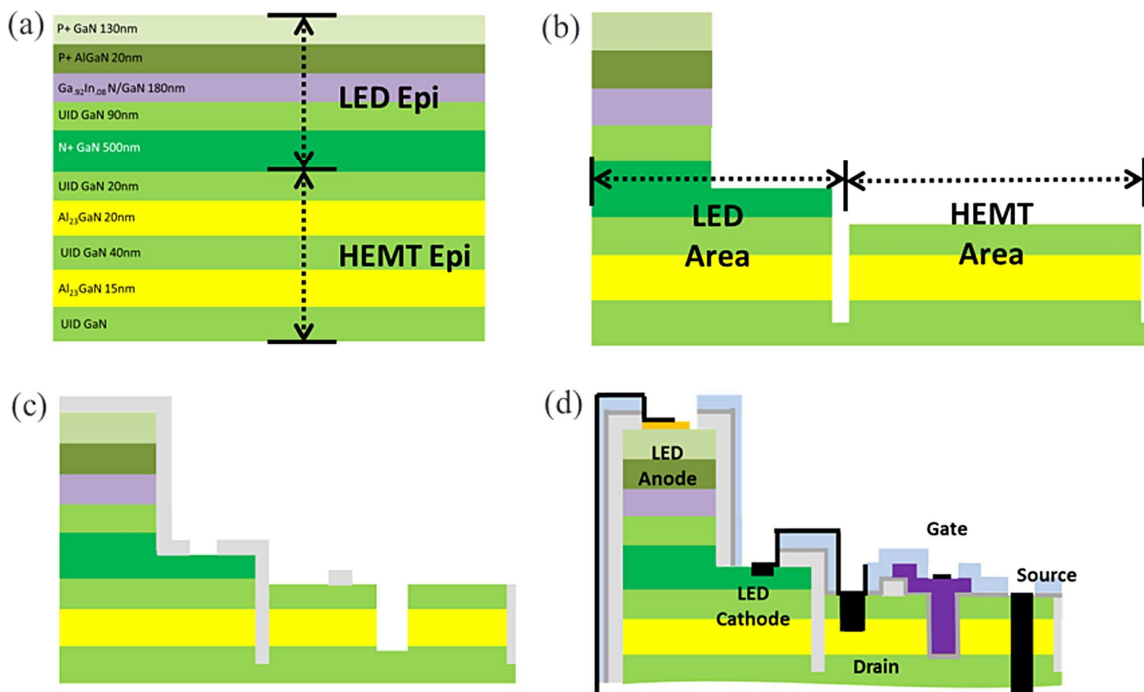 (a)
P+ GaN 130nm
P+ AlGaN 20nm
Ga.92In.08N/GaN 180nm
UID GaN 90nm
N+ GaN 500nm
UID GaN 20nm
Al23GaN 20nm
UID GaN 40nm
Al23GaN 15nm
UID GaN
LED Epi
HEMT Epi
(b)
LED
Area
HEMT
Area
(c)
(d)
LED
Anode
LED
Cathode
Gate
Source
Drain